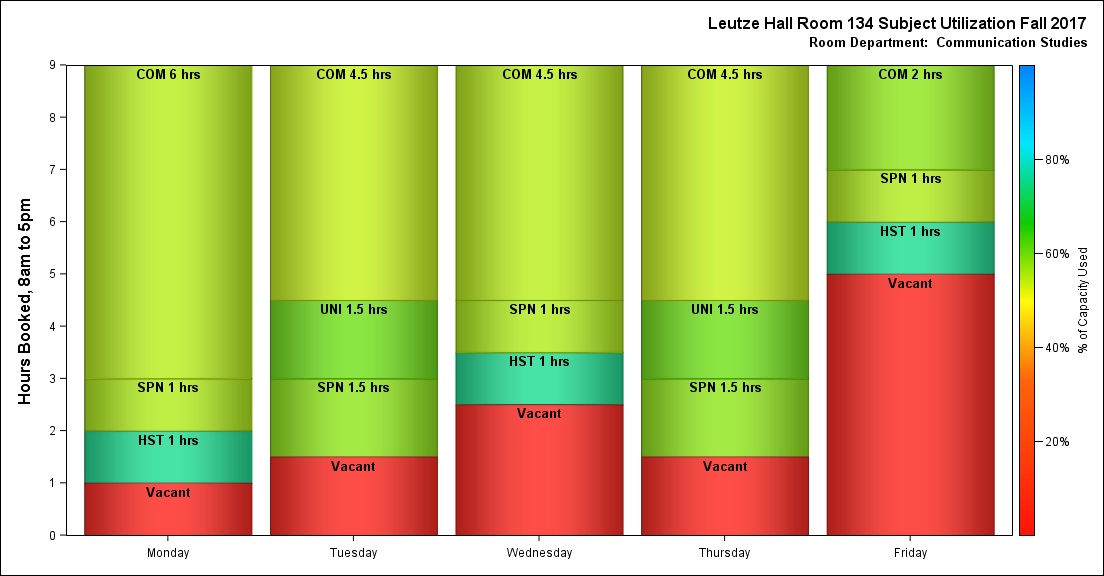 Leutze Hall Room 134 Subject Utilization Fall 2017
Room Department:  Communication Studies
Hours Booked, 8am to 5pm
9
8
7
6
5
4
3
2
1
0
COM 6 hrs
SPN 1 hrs
HST 1 hrs
Vacant
COM 4.5 hrs
UNI 1.5 hrs
SPN 1.5 hrs
Vacant
COM 4.5 hrs
SPN 1 hrs
HST 1 hrs
Vacant
COM 4.5 hrs
UNI 1.5 hrs
SPN 1.5 hrs
Vacant
COM 2 hrs
SPN 1 hrs
HST 1 hrs
Vacant
Monday
Tuesday
Wednesday
Thursday
Friday
80%
60%
40%
20%
% of Capacity Used